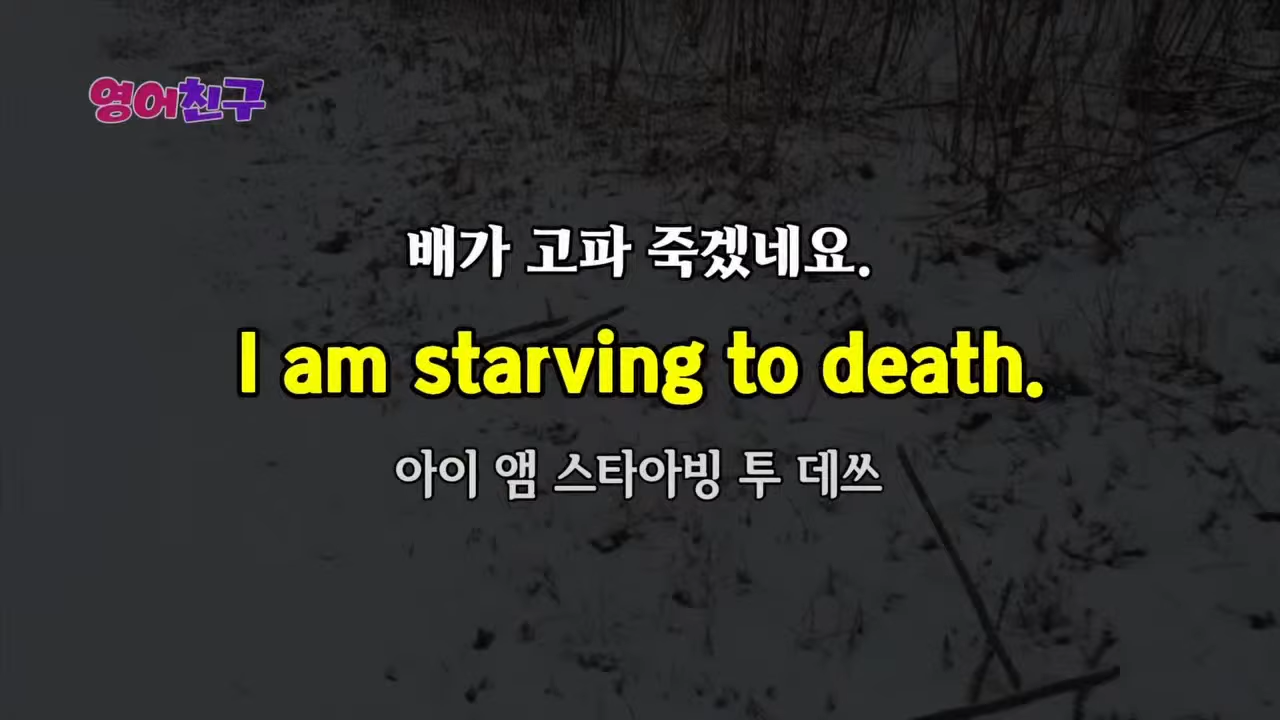 영어친구
배가 고파 죽겠네요.
I am starving to death.
아이 앰 스타아빙 투 데쓰